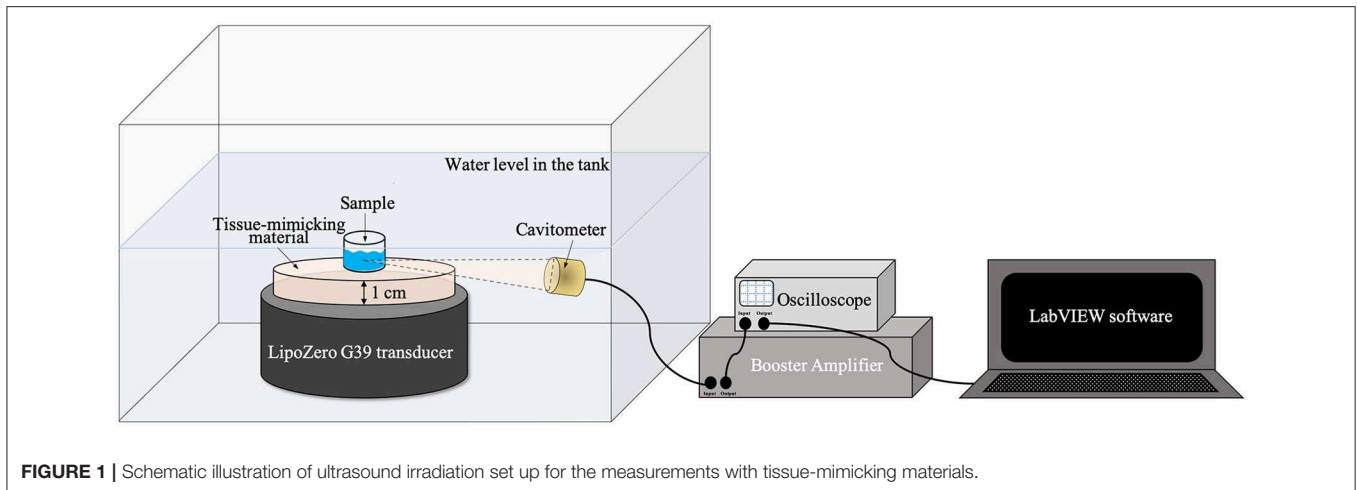 Water level in the tank
Sample
Tissue-mimicking
material
Cavitometer
1 cm
LipoZero G39 transducer
Oscilloscope
Input Output
Booster Amplifier
Input Output
LabVIEW software
FIGURE 1 | Schematic illustration of ultrasound irradiation set up for the measurements with tissue-mimicking materials.